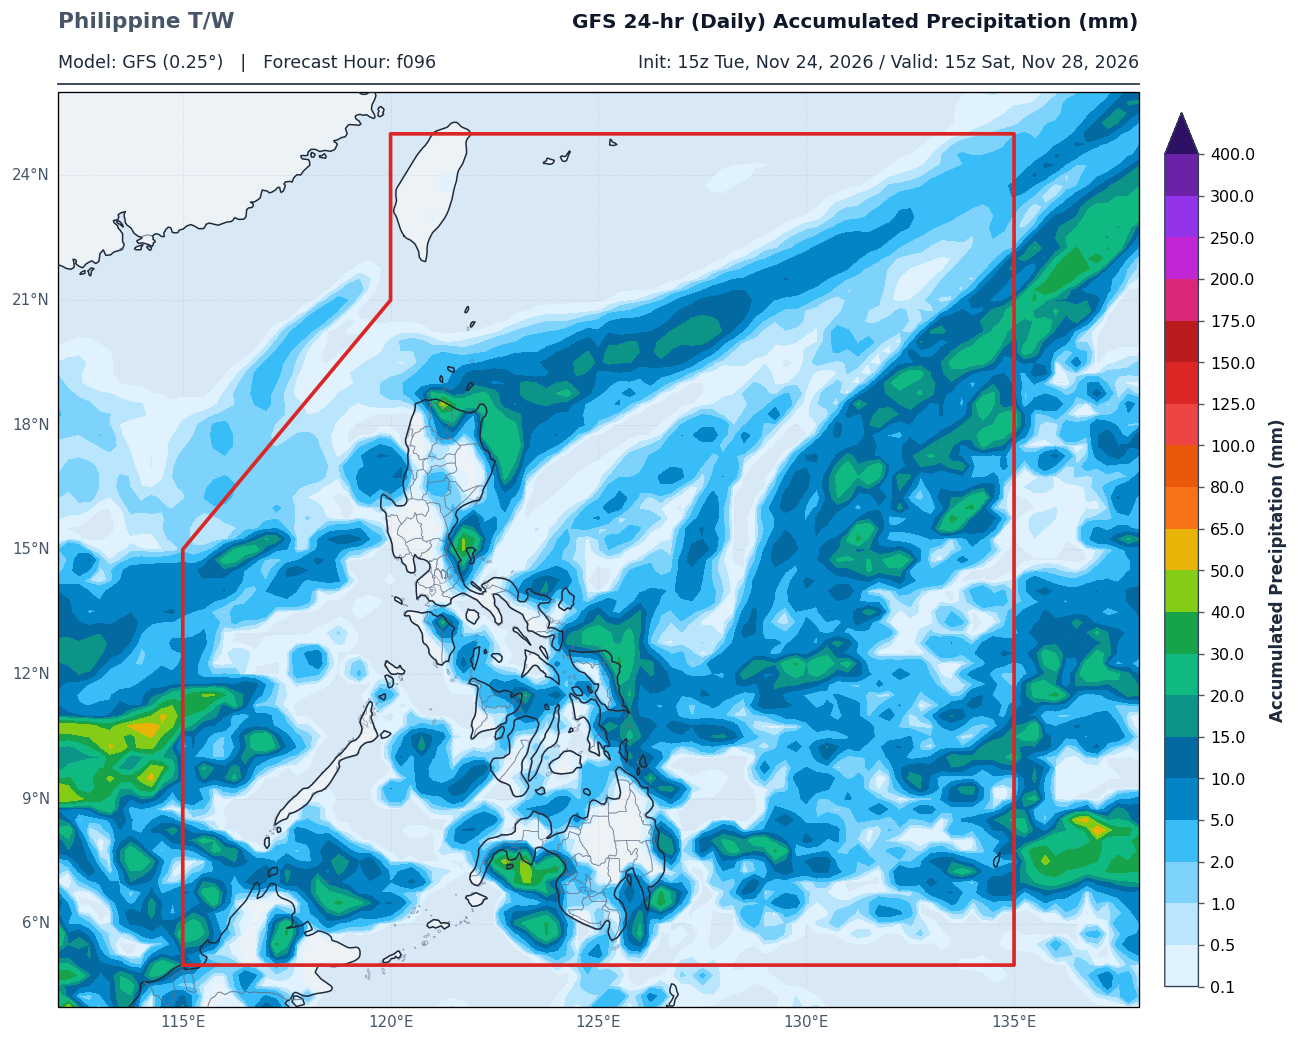 Philippine T/W
GFS 24-hr (Daily) Accumulated Precipitation (mm)
Model: GFS (0.25°)   |   Forecast Hour: f096
Init: 15z Tue, Nov 24, 2026 / Valid: 15z Sat, Nov 28, 2026
24°N
21°N
18°N
15°N
12°N
9°N
6°N
115°E
120°E
125°E
130°E
135°E
400.0
300.0
250.0
200.0
175.0
150.0
125.0
100.0
80.0
65.0
50.0
40.0
30.0
20.0
15.0
10.0
5.0
2.0
1.0
0.5
0.1
Accumulated Precipitation (mm)